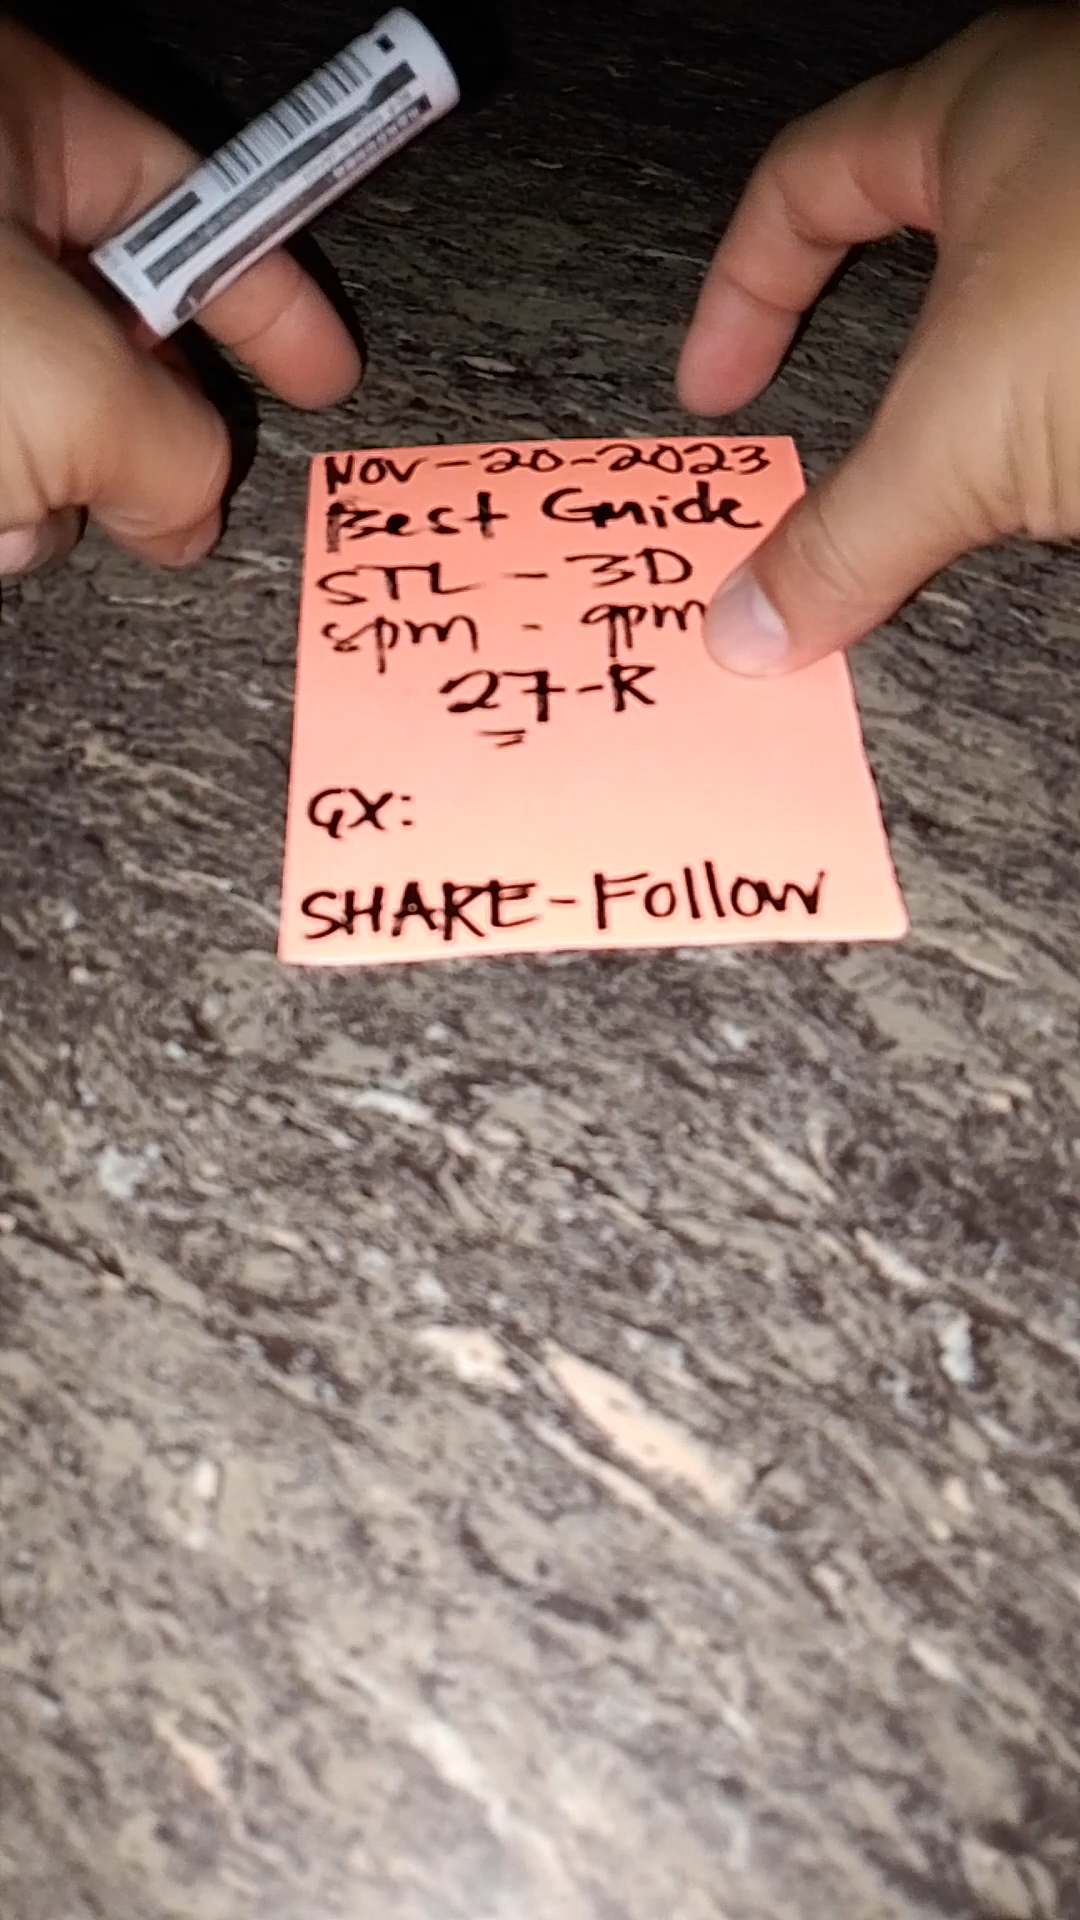 Nov-20-2023
Best Guide
STL - 3D
8pm - 9pm
27-R
GX:
SHARE-Follow